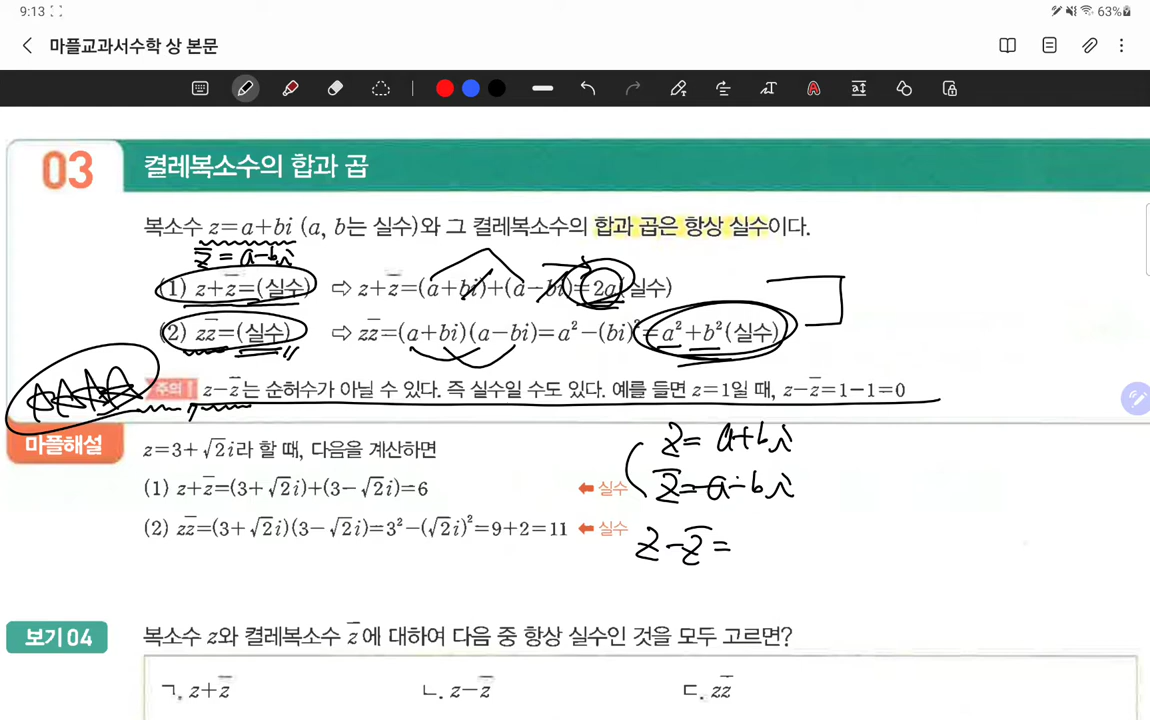 9:13
63%
마플교과서수학 상 본문
03 켤레복소수의 합과 곱
복소수 z=a+bi (a, b는 실수)와 그 켤레복소수의 합과 곱은 항상 실수이다.
z̄=a-bi
(1) z+z̄=(실수) ⇨ z+z̄=(a+bi)+(a-bi)=2a(실수)
(2) zz̄=(실수) ⇨ zz̄=(a+bi)(a-bi)=a²-(bi)²=a²+b²(실수)
주의 z-z̄는 순허수가 아닐 수 있다. 즉 실수일 수도 있다. 예를 들면 z=1일 때, z-z̄=1-1=0
마플해설
z=3+√2i라 할 때, 다음을 계산하면
z= a+bi
(1) z+z̄=(3+√2i)+(3-√2i)=6 ⬅ 실수
z̄=a-bi
(2) zz̄=(3+√2i)(3-√2i)=3²-(√2i)²=9+2=11 ⬅ 실수
z-z̄=
보기 04 복소수 z와 켤레복소수 z̄에 대하여 다음 중 항상 실수인 것을 모두 고르면?
ㄱ. z+z̄ ㄴ. z-z̄ ㄷ. zz̄